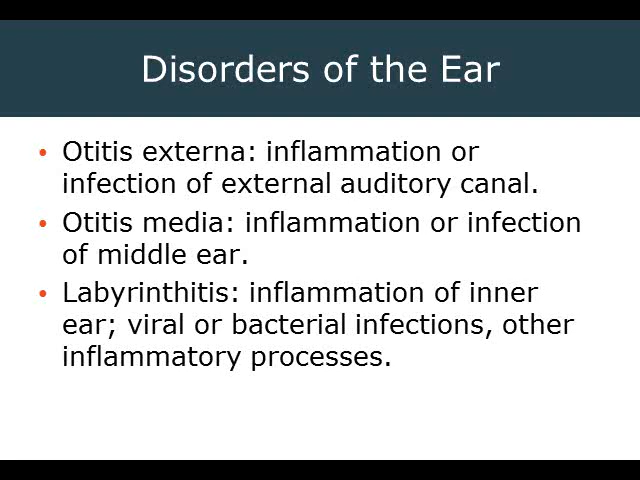 Disorders of the Ear
• Otitis externa: inflammation or
infection of external auditory canal.
• Otitis media: inflammation or infection
of middle ear.
• Labyrinthitis: inflammation of inner
ear; viral or bacterial infections, other
inflammatory processes.